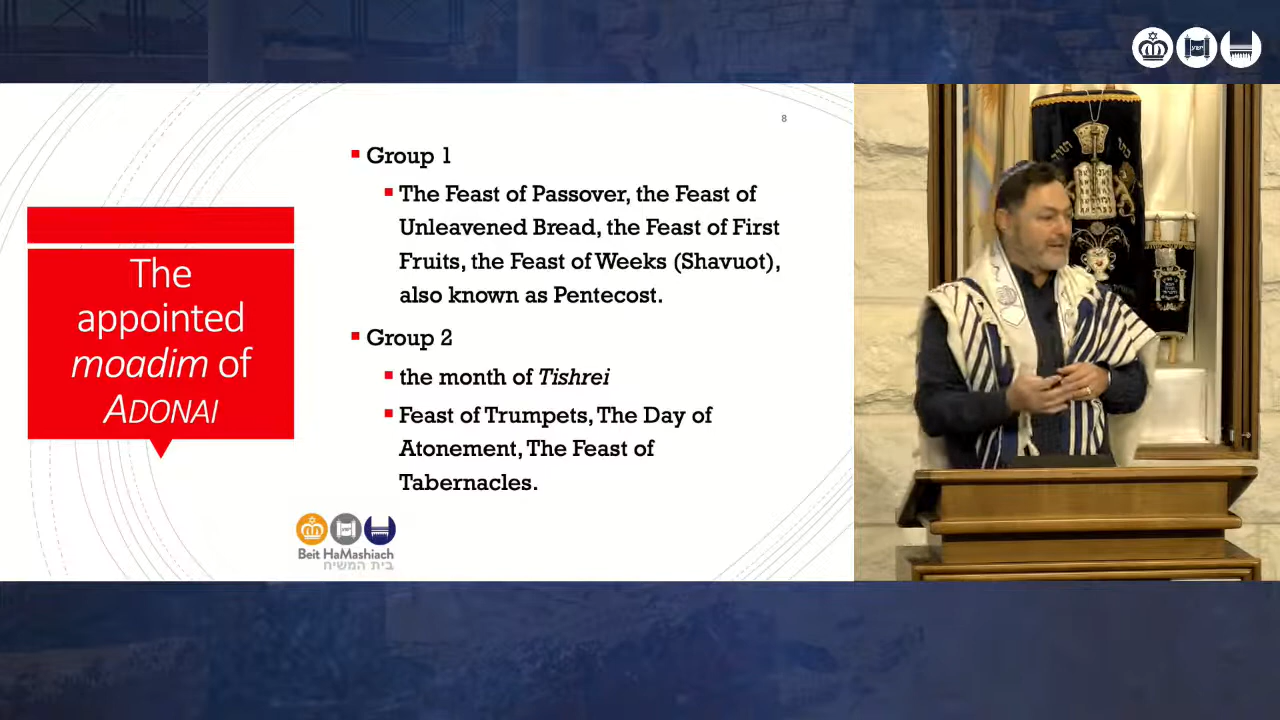 8
The
appointed
moadim of
ADONAI
Group 1
The Feast of Passover, the Feast of
Unleavened Bread, the Feast of First
Fruits, the Feast of Weeks (Shavuot),
also known as Pentecost.
Group 2
the month of Tishrei
Feast of Trumpets, The Day of
Atonement, The Feast of
Tabernacles.
Beit HaMashiach
בית המשיח